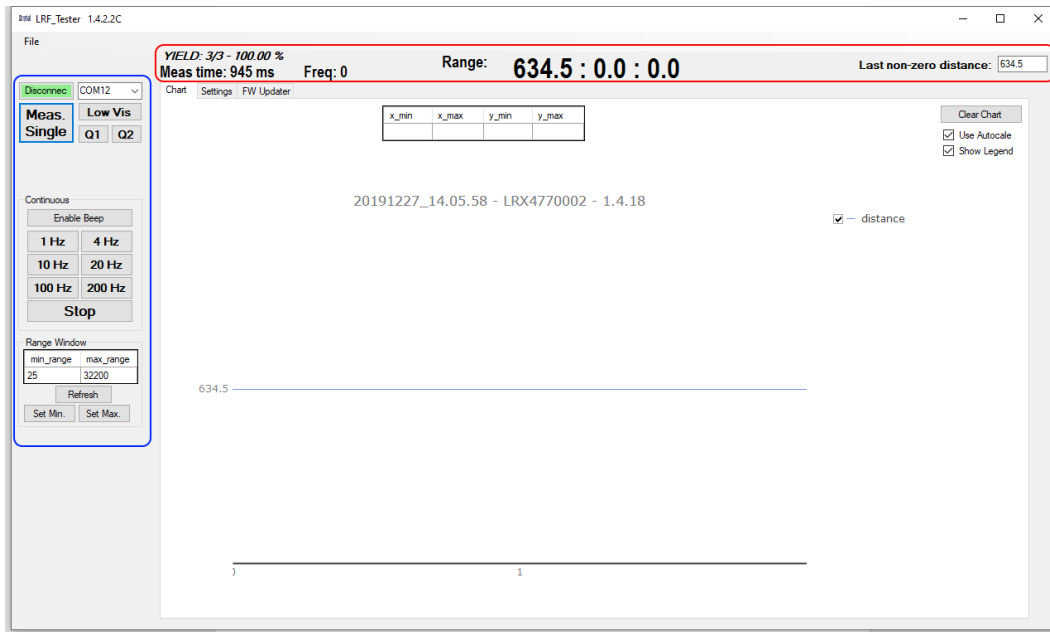 LRF_Tester 1.4.2.2C
File
YIELD: 3/3 - 100.00 %
Meas time: 945 ms Freq: 0
Range: 634.5 : 0.0 : 0.0
Last non-zero distance: 634.5
Disconnec COM12
Meas. Single
Low Vis
Q1 Q2
Continuous
Enable Beep
1 Hz 4 Hz
10 Hz 20 Hz
100 Hz 200 Hz
Stop
Range Window
min_range max_range
25 32200
Refresh
Set Min. Set Max.
Chart Settings FW Updater
x_min x_max y_min y_max
Clear Chart
Use Autocale
Show Legend
20191227_14.05.58 - LRX4770002 - 1.4.18
distance
634.5
1